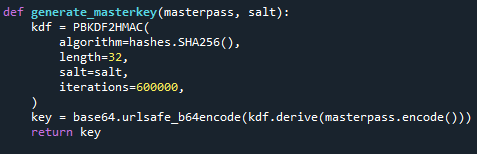 def generate_masterkey(masterpass, salt):
    kdf = PBKDF2HMAC(
        algorithm=hashes.SHA256(),
        length=32,
        salt=salt,
        iterations=600000,
    )
    key = base64.urlsafe_b64encode(kdf.derive(masterpass.encode()))
    return key